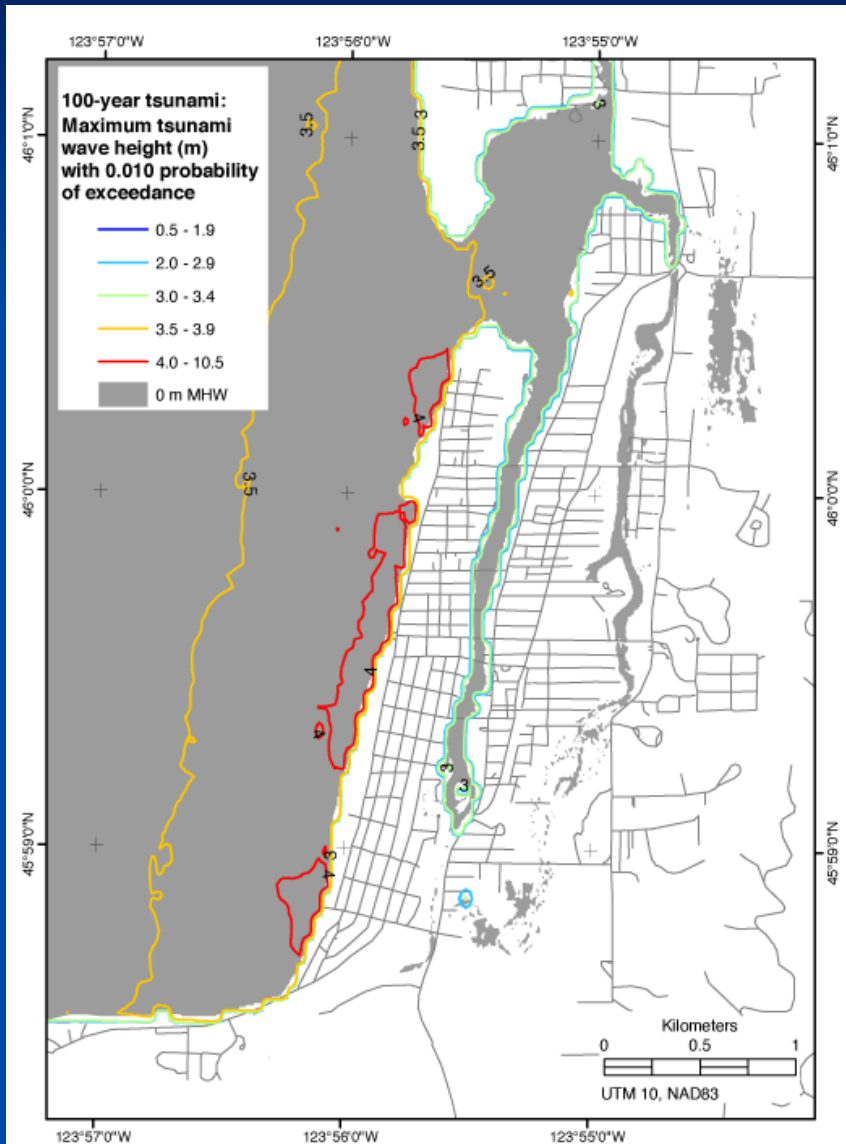 123°57'0"W
123°56'0"W
123°55'0"W
100-year tsunami:
Maximum tsunami
wave height (m)
with 0.010 probability
of exceedance
0.5 - 1.9
2.0 - 2.9
3.0 - 3.4
3.5 - 3.9
4.0 - 10.5
0 m MHW
3.5
3.5
3
3
46°1'0"N
46°1'0"N
3.5
4
3.5
46°0'0"N
46°0'0"N
4
4
3
3
3
4
45°59'0"N
45°59'0"N
Kilometers
0
0.5
1
UTM 10, NAD83
123°57'0"W
123°56'0"W
123°55'0"W